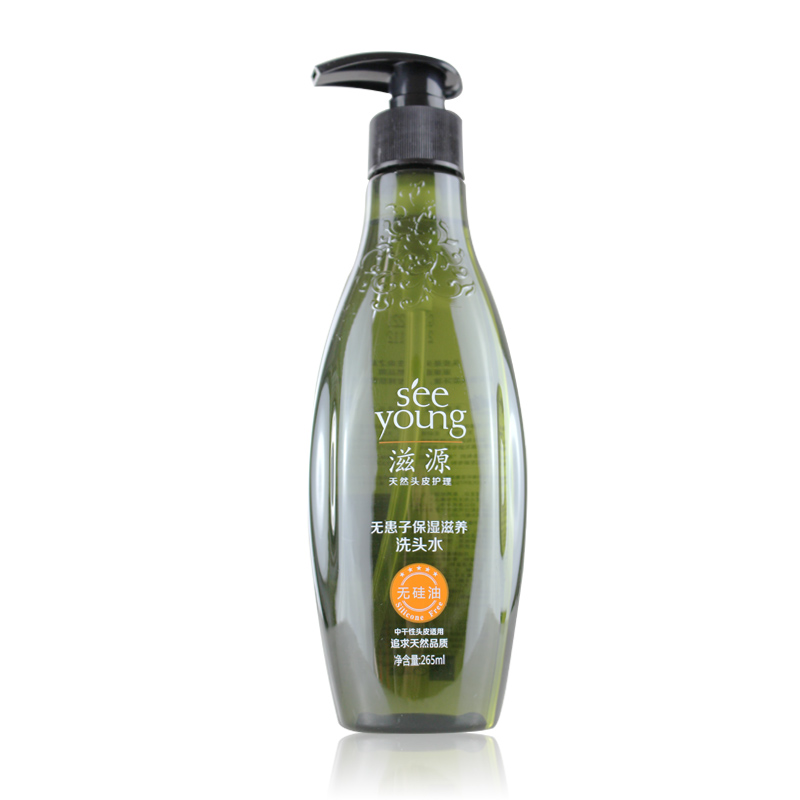 see
young
滋源
天然头皮护理
无患子保湿滋养
洗头水
无硅油
Silicone Free
中干性头皮适用
追求天然品质
净含量:265ml